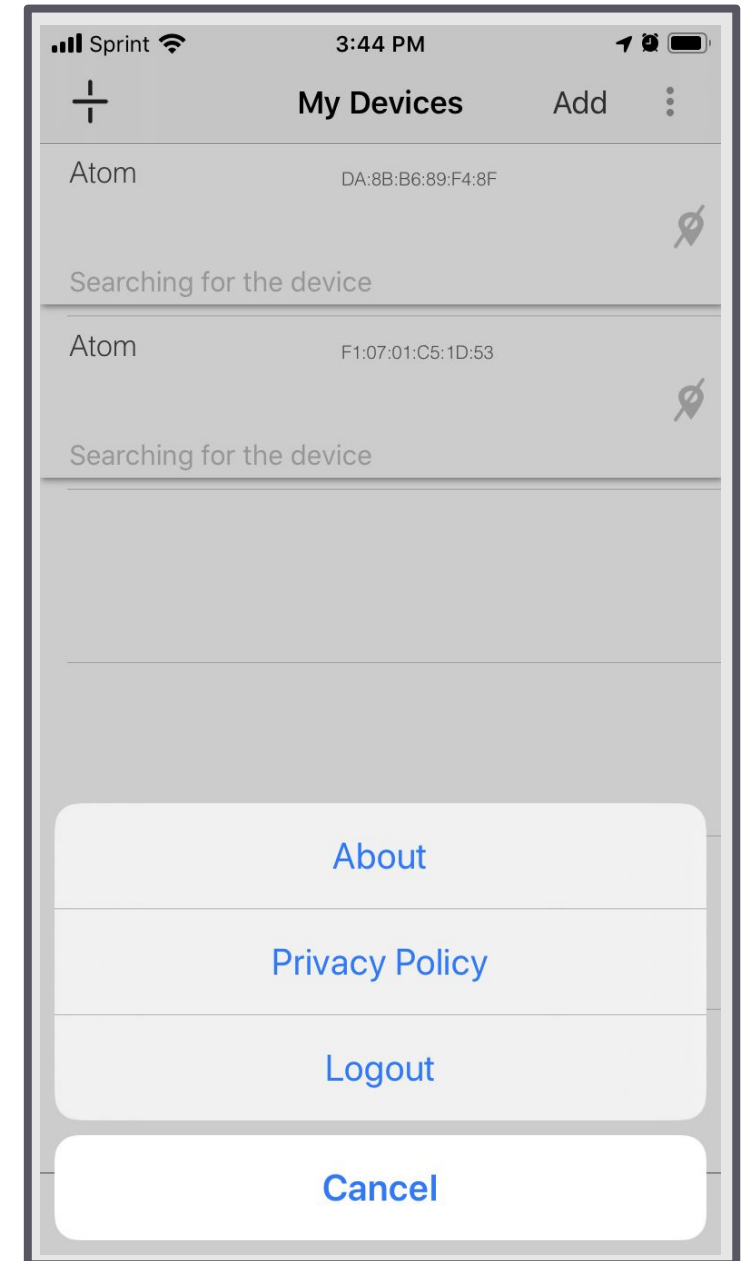 Sprint 3:44 PM
My Devices Add
Atom DA:8B:B6:89:F4:8F
Searching for the device
Atom F1:07:01:C5:1D:53
Searching for the device
About
Privacy Policy
Logout
Cancel